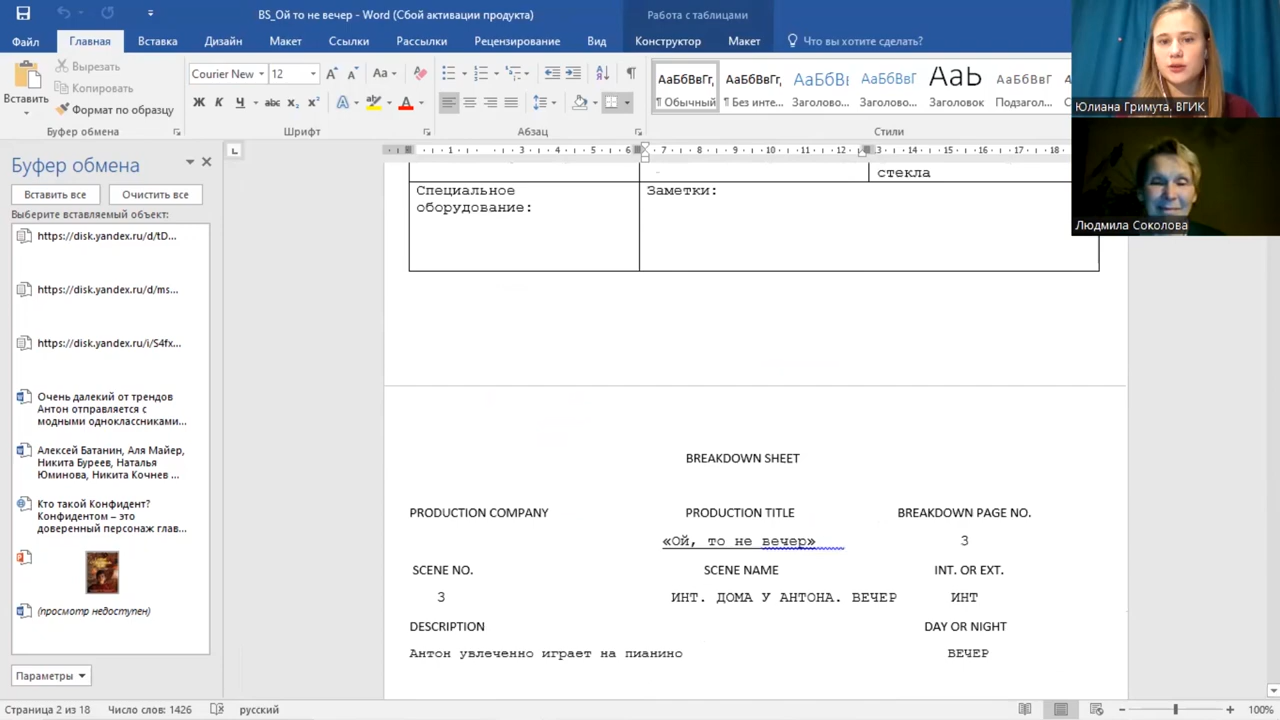 BS_Ой то не вечер - Word (Сбой активации продукта)
Работа с таблицами
Файл
Главная
Вставка
Дизайн
Макет
Ссылки
Рассылки
Рецензирование
Вид
Конструктор
Макет
Что вы хотите сделать?
Вставить
Вырезать
Копировать
Формат по образцу
Буфер обмена
Courier New
12
Шрифт
Абзац
АаБбВвГг,
¶ Обычный
АаБбВвГг,
¶ Без инте...
АаБбВı
Заголово...
АаБбВвГ
Заголово...
АаЬ
Заголовок
АаБбВвГ
Подзагол...
Стили
Юлиана Гримута. ВГИК
Людмила Соколова
Буфер обмена
Вставить все
Очистить все
Выберите вставляемый объект:
https://disk.yandex.ru/d/tD...
https://disk.yandex.ru/d/ms...
https://disk.yandex.ru/i/S4fx...
Очень далекий от трендов
Антон отправляется с
модными одноклассниками...
Алексей Батанин, Аля Майер,
Никита Буреев, Наталья
Юминова, Никита Кочнев ...
Кто такой Конфидент?
Конфидентом – это
доверенный персонаж глав...
(просмотр недоступен)
Параметры
стекла
Специальное
оборудование:
Заметки:
BREAKDOWN SHEET
PRODUCTION COMPANY
PRODUCTION TITLE
BREAKDOWN PAGE NO.
«Ой, то не вечер»
3
SCENE NO.
SCENE NAME
INT. OR EXT.
3
ИНТ. ДОМА У АНТОНА. ВЕЧЕР
ИНТ
DESCRIPTION
DAY OR NIGHT
Антон увлеченно играет на пианино
ВЕЧЕР
Страница 2 из 18
Число слов: 1426
русский
100%